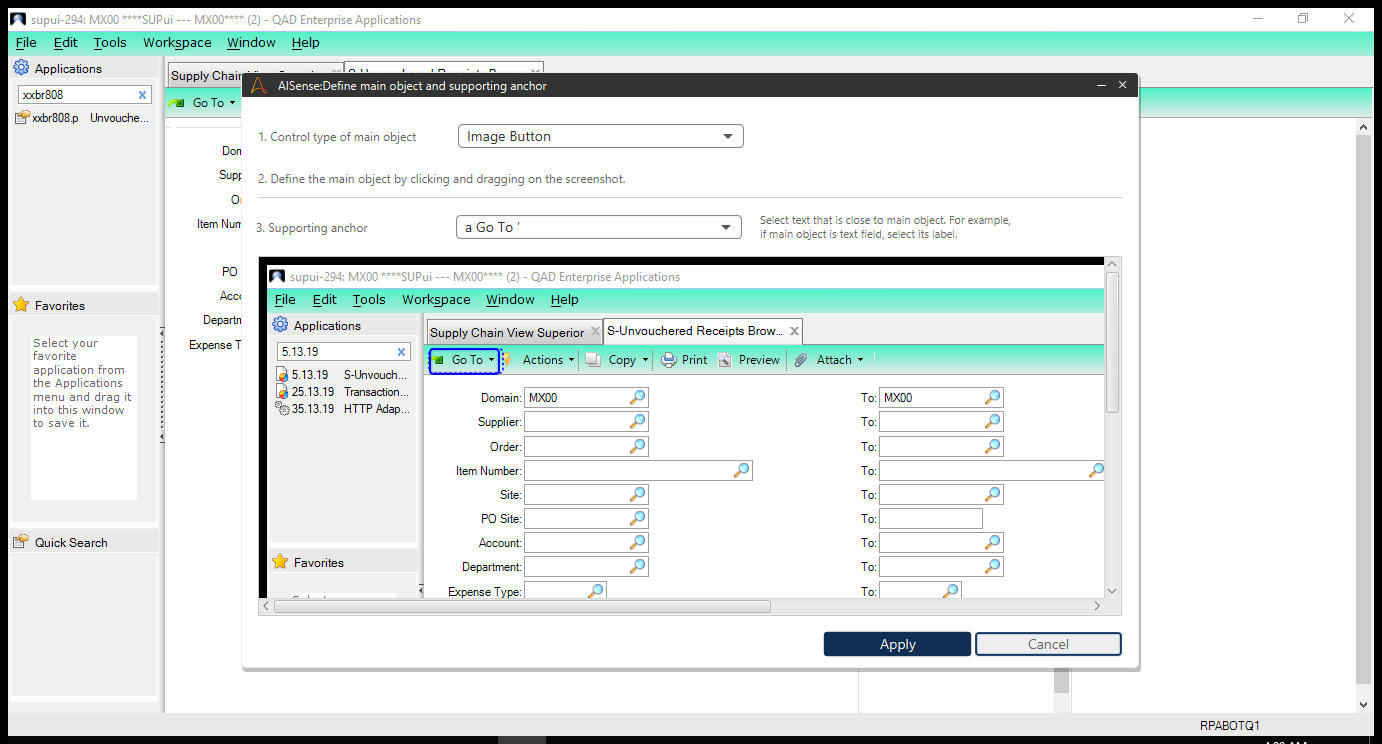 supui-294: MX00 ****SUPui --- MX00**** (2) - QAD Enterprise Applications
File Edit Tools Workspace Window Help
Applications
xxbr808
xxbr808.p Unvouche...
Favorites
Select your
favorite
application from
the Applications
menu and drag it
into this window
to save it.
Quick Search
Supply Chain
Go To
Dom
Supp
Item Num
PO
Acco
Departm
Expense T
AISense:Define main object and supporting anchor
1. Control type of main object Image Button
2. Define the main object by clicking and dragging on the screenshot.
3. Supporting anchor a Go To ’ Select text that is close to main object. For example,
if main object is text field, select its label.
supui-294: MX00 ****SUPui --- MX00**** (2) - QAD Enterprise Applications
File Edit Tools Workspace Window Help
Applications
5.13.19
5.13.19 S-Unvouch...
25.13.19 Transaction...
35.13.19 HTTP Adap...
Favorites
Supply Chain View Superior S-Unvouchered Receipts Brow...
Go To Actions Copy Print Preview Attach
Domain: MX00 To: MX00
Supplier: To:
Order: To:
Item Number: To:
Site: To:
PO Site: To:
Account: To:
Department: To:
Expense Type: To:
Apply Cancel
RPABOTQ1